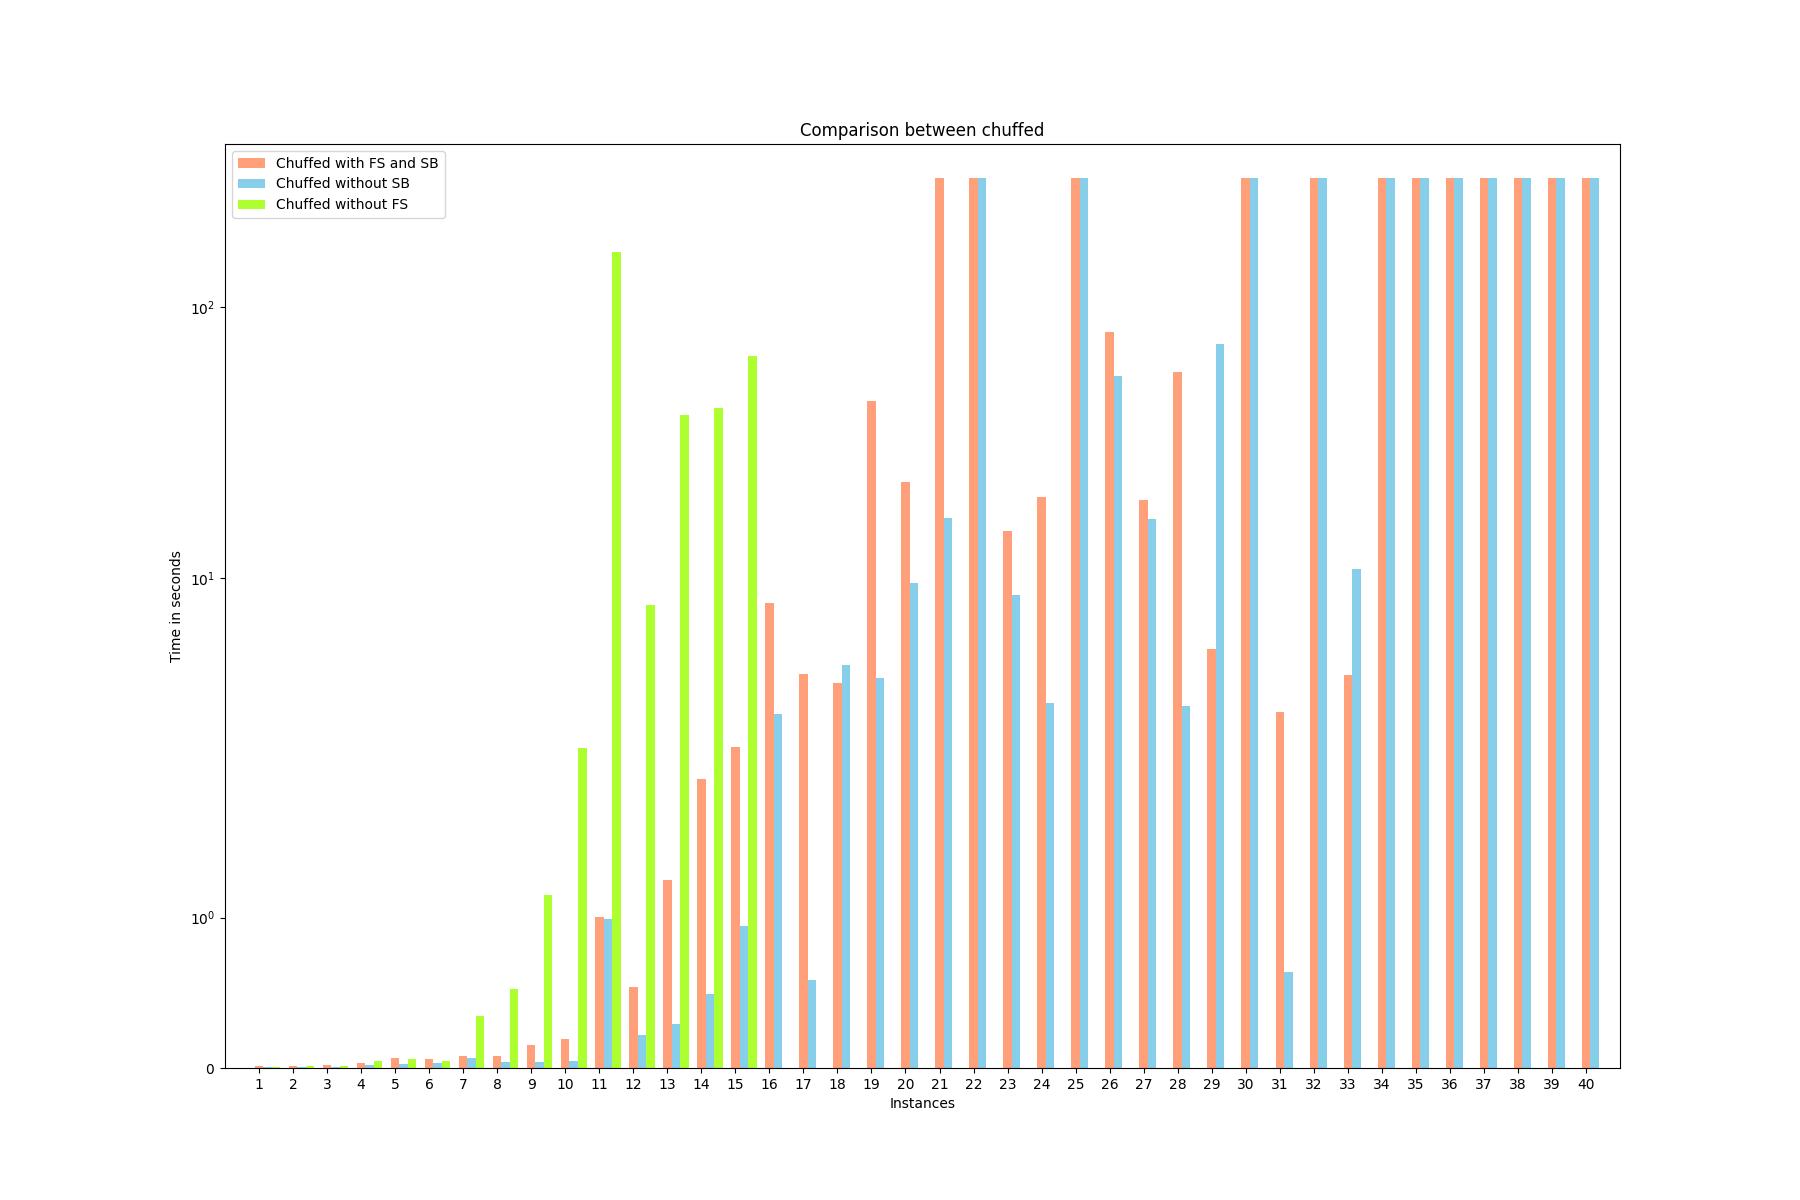 Comparison between chuffed
Chuffed with FS and SB
Chuffed without SB
Chuffed without FS
10²
10¹
10⁰
0
Time in seconds
1 2 3 4 5 6 7 8 9 10 11 12 13 14 15 16 17 18 19 20 21 22 23 24 25 26 27 28 29 30 31 32 33 34 35 36 37 38 39 40
Instances